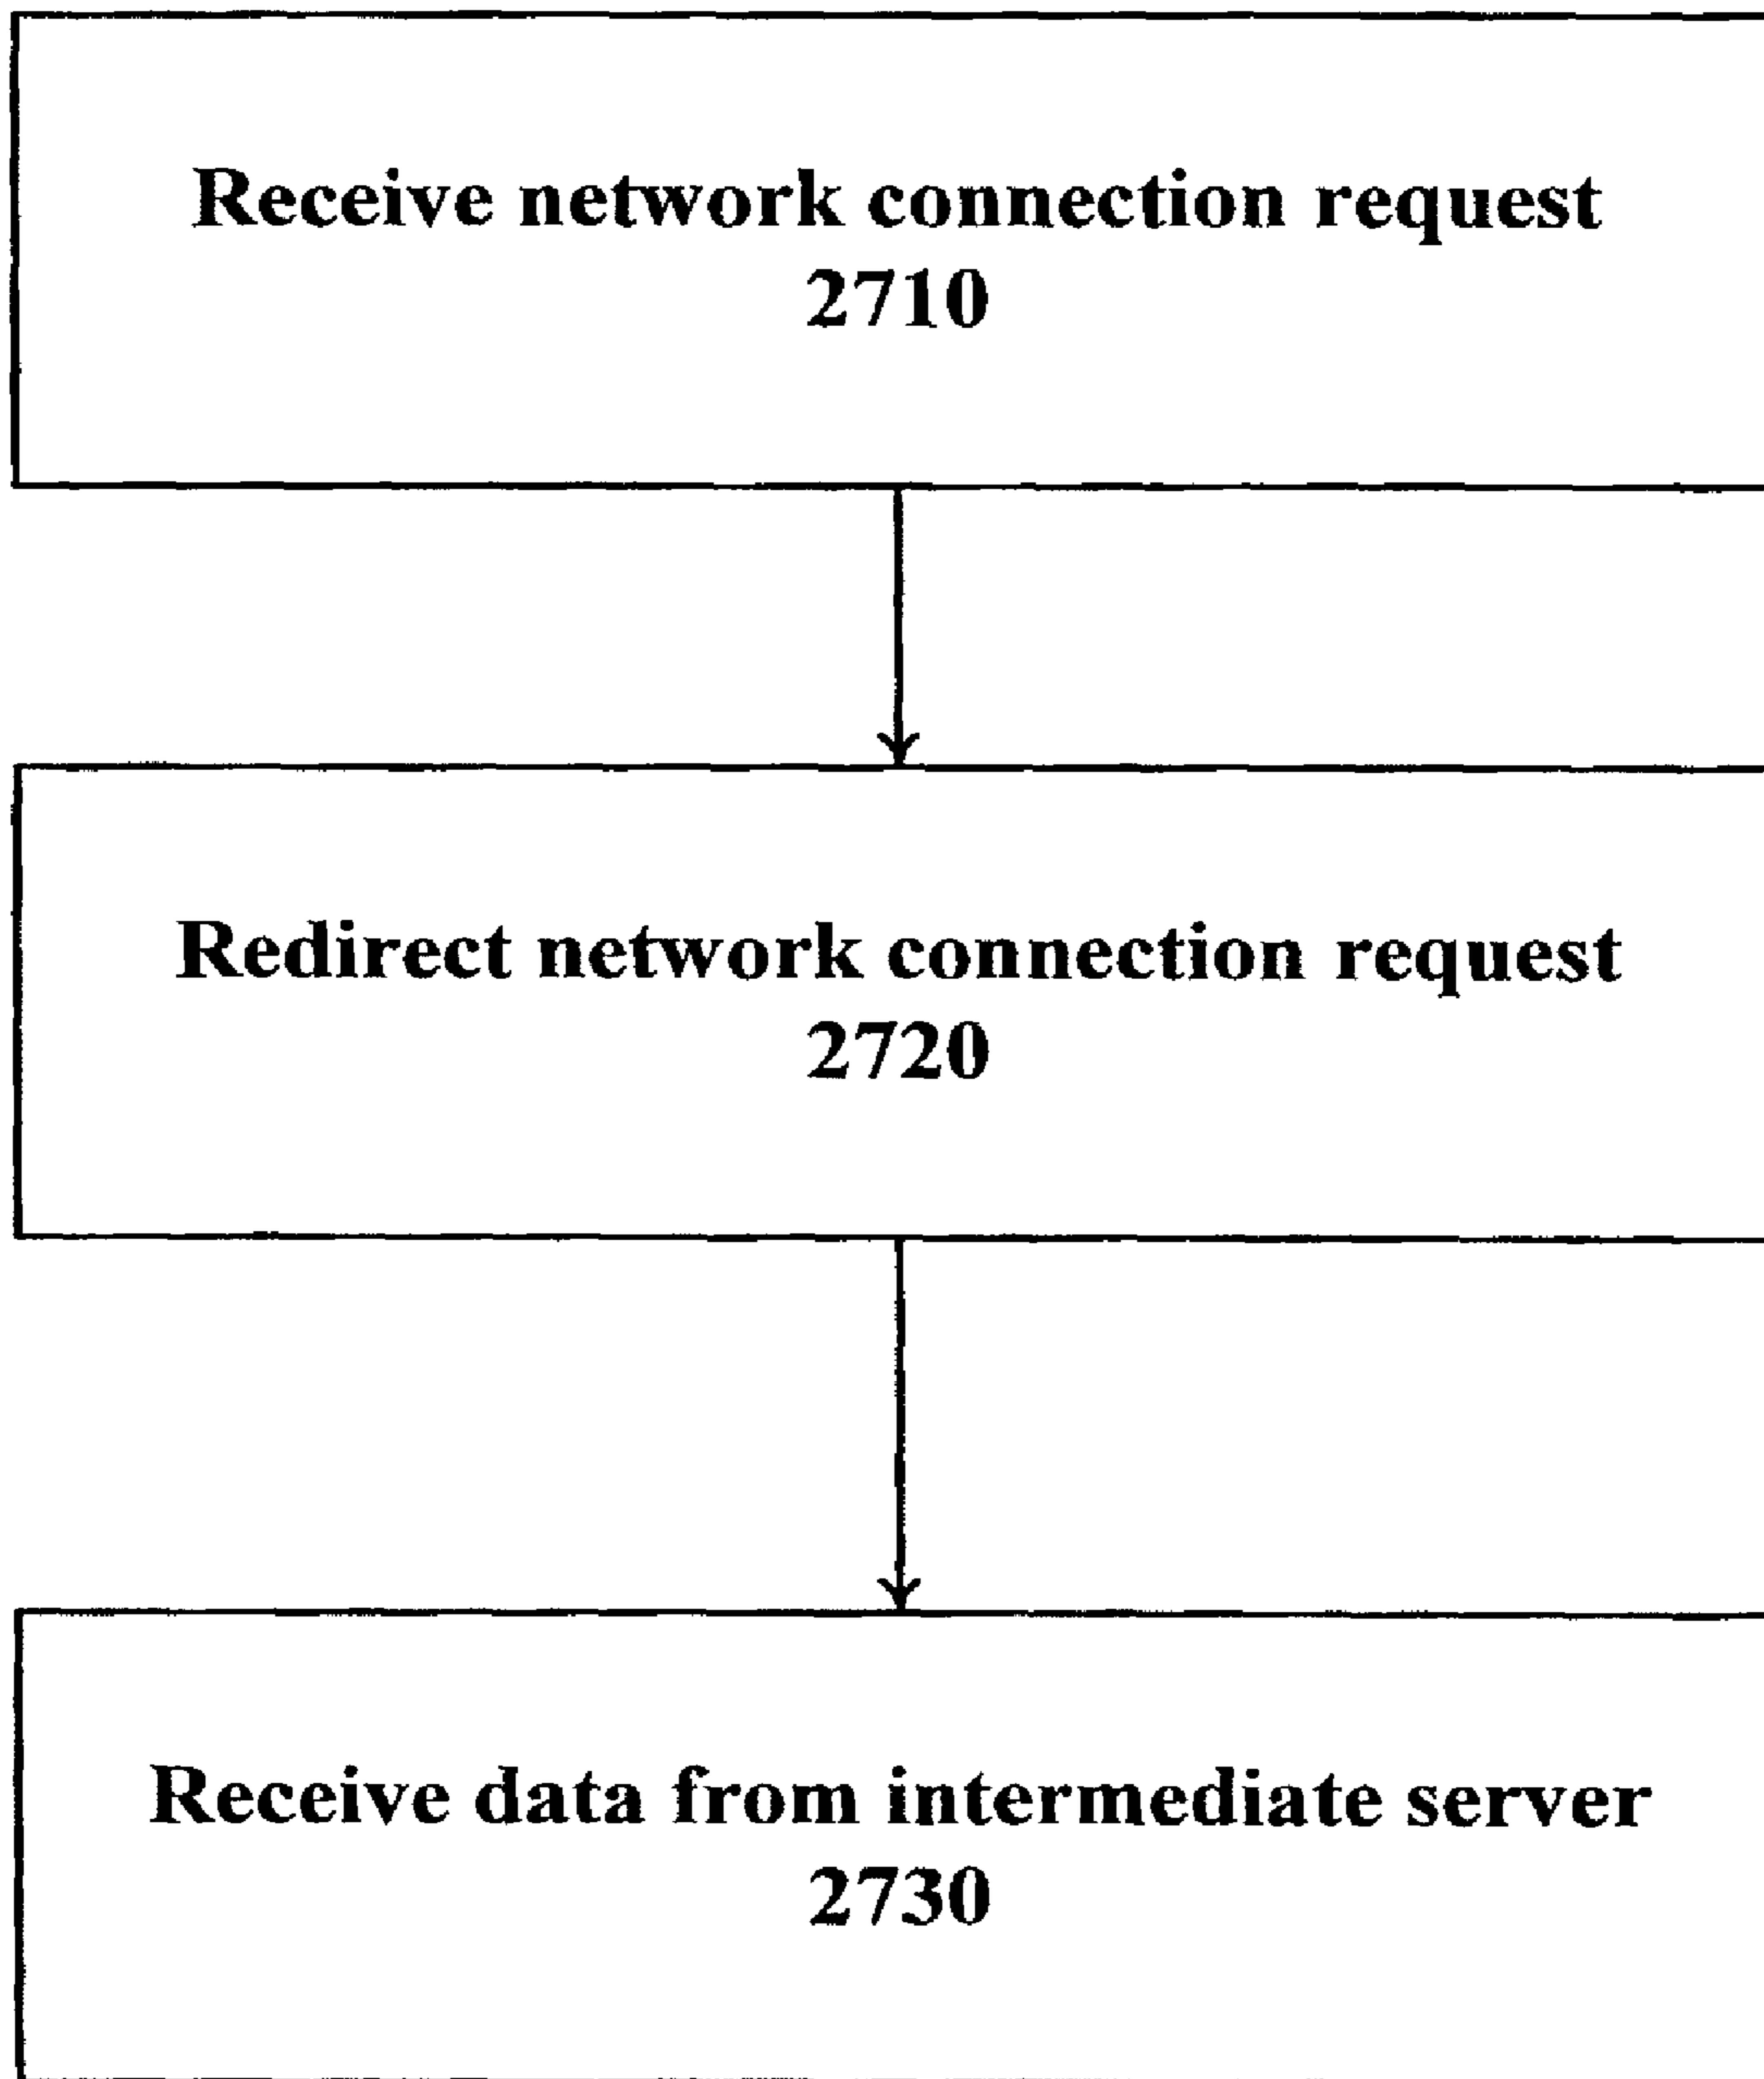 Receive network connection request
2710
Redirect network connection request
2720
Receive data from intermediate server
2730